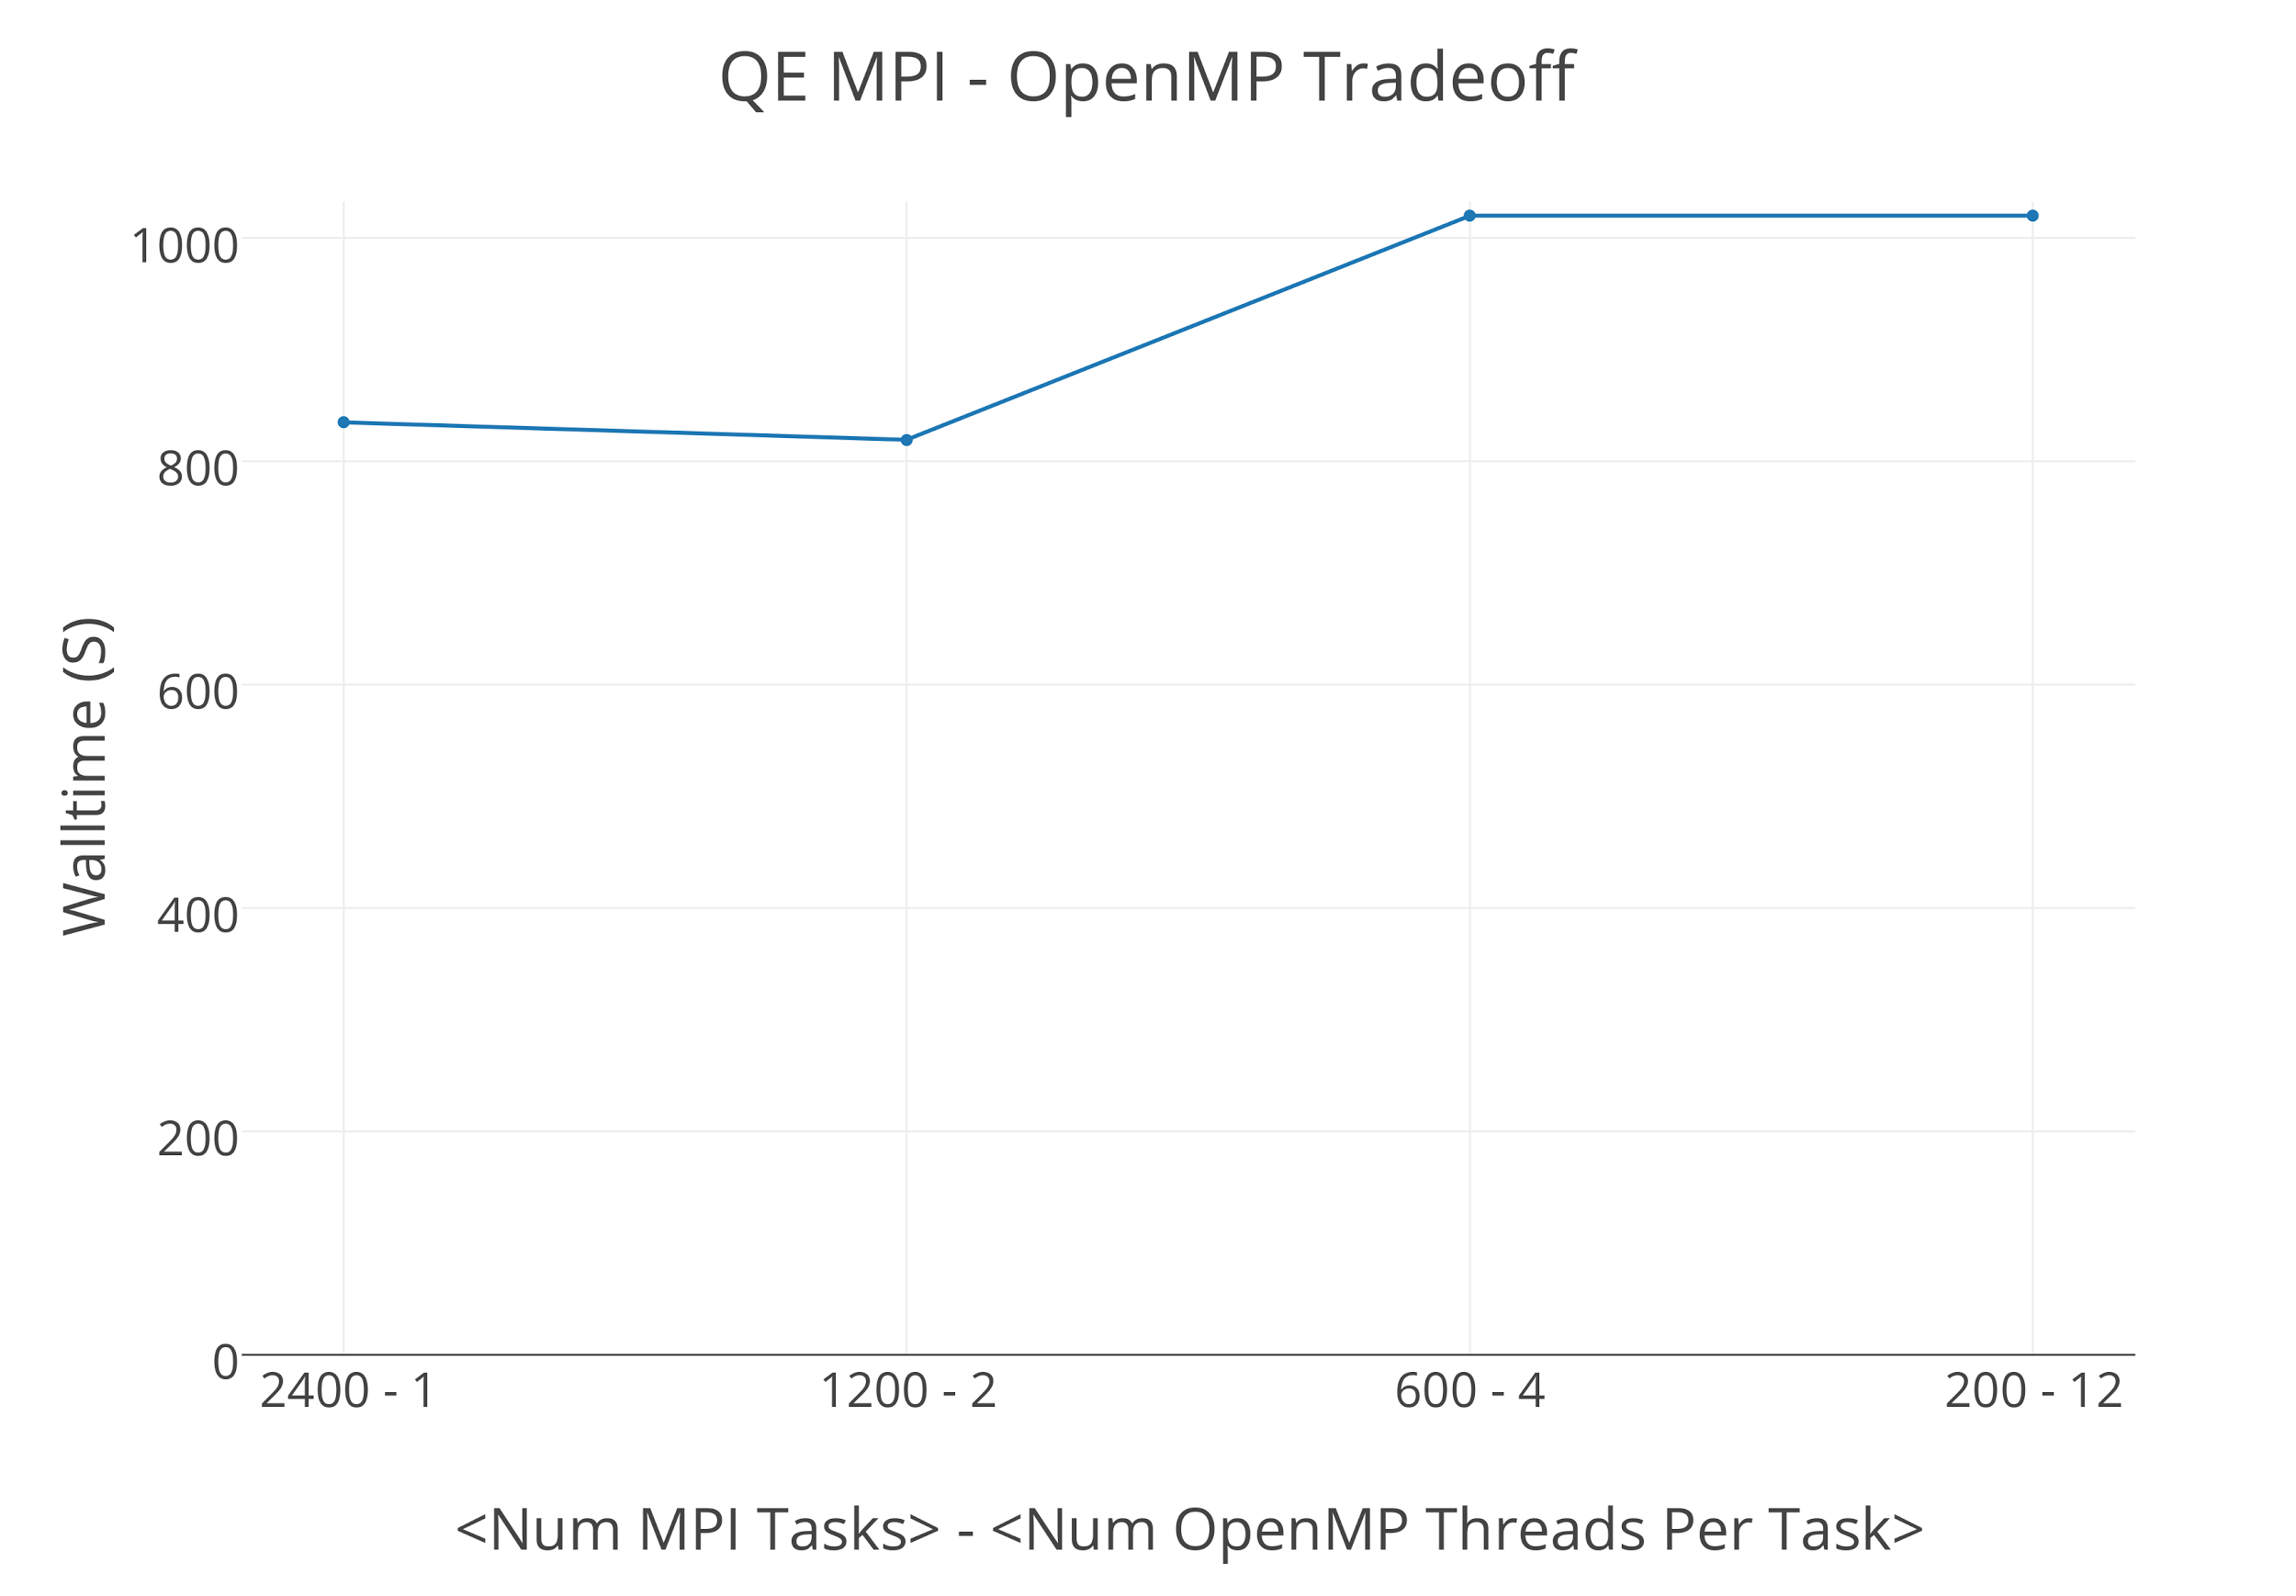 QE MPI - OpenMP Tradeoff
1000
800
600
400
200
0
Walltime (S)
2400 - 1
1200 - 2
600 - 4
200 - 12
<Num MPI Tasks> - <Num OpenMP Threads Per Task>